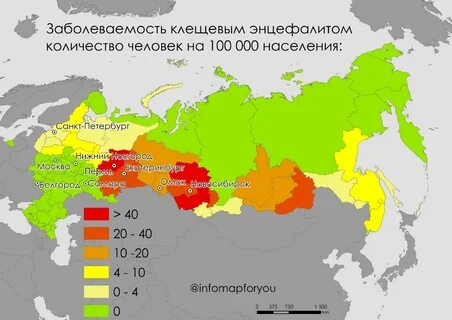 Заболеваемость клещевым энцефалитом
количество человек на 100 000 населения:
Санкт-Петербург
Нижний Новгород
Москва
Пермь
Екатеринбург
Белгород
Самара
Омск
Новосибирск
> 40
20 - 40
10 -20
4 - 10
0 - 4
0
@infomapforyou
0 375 750 1 500